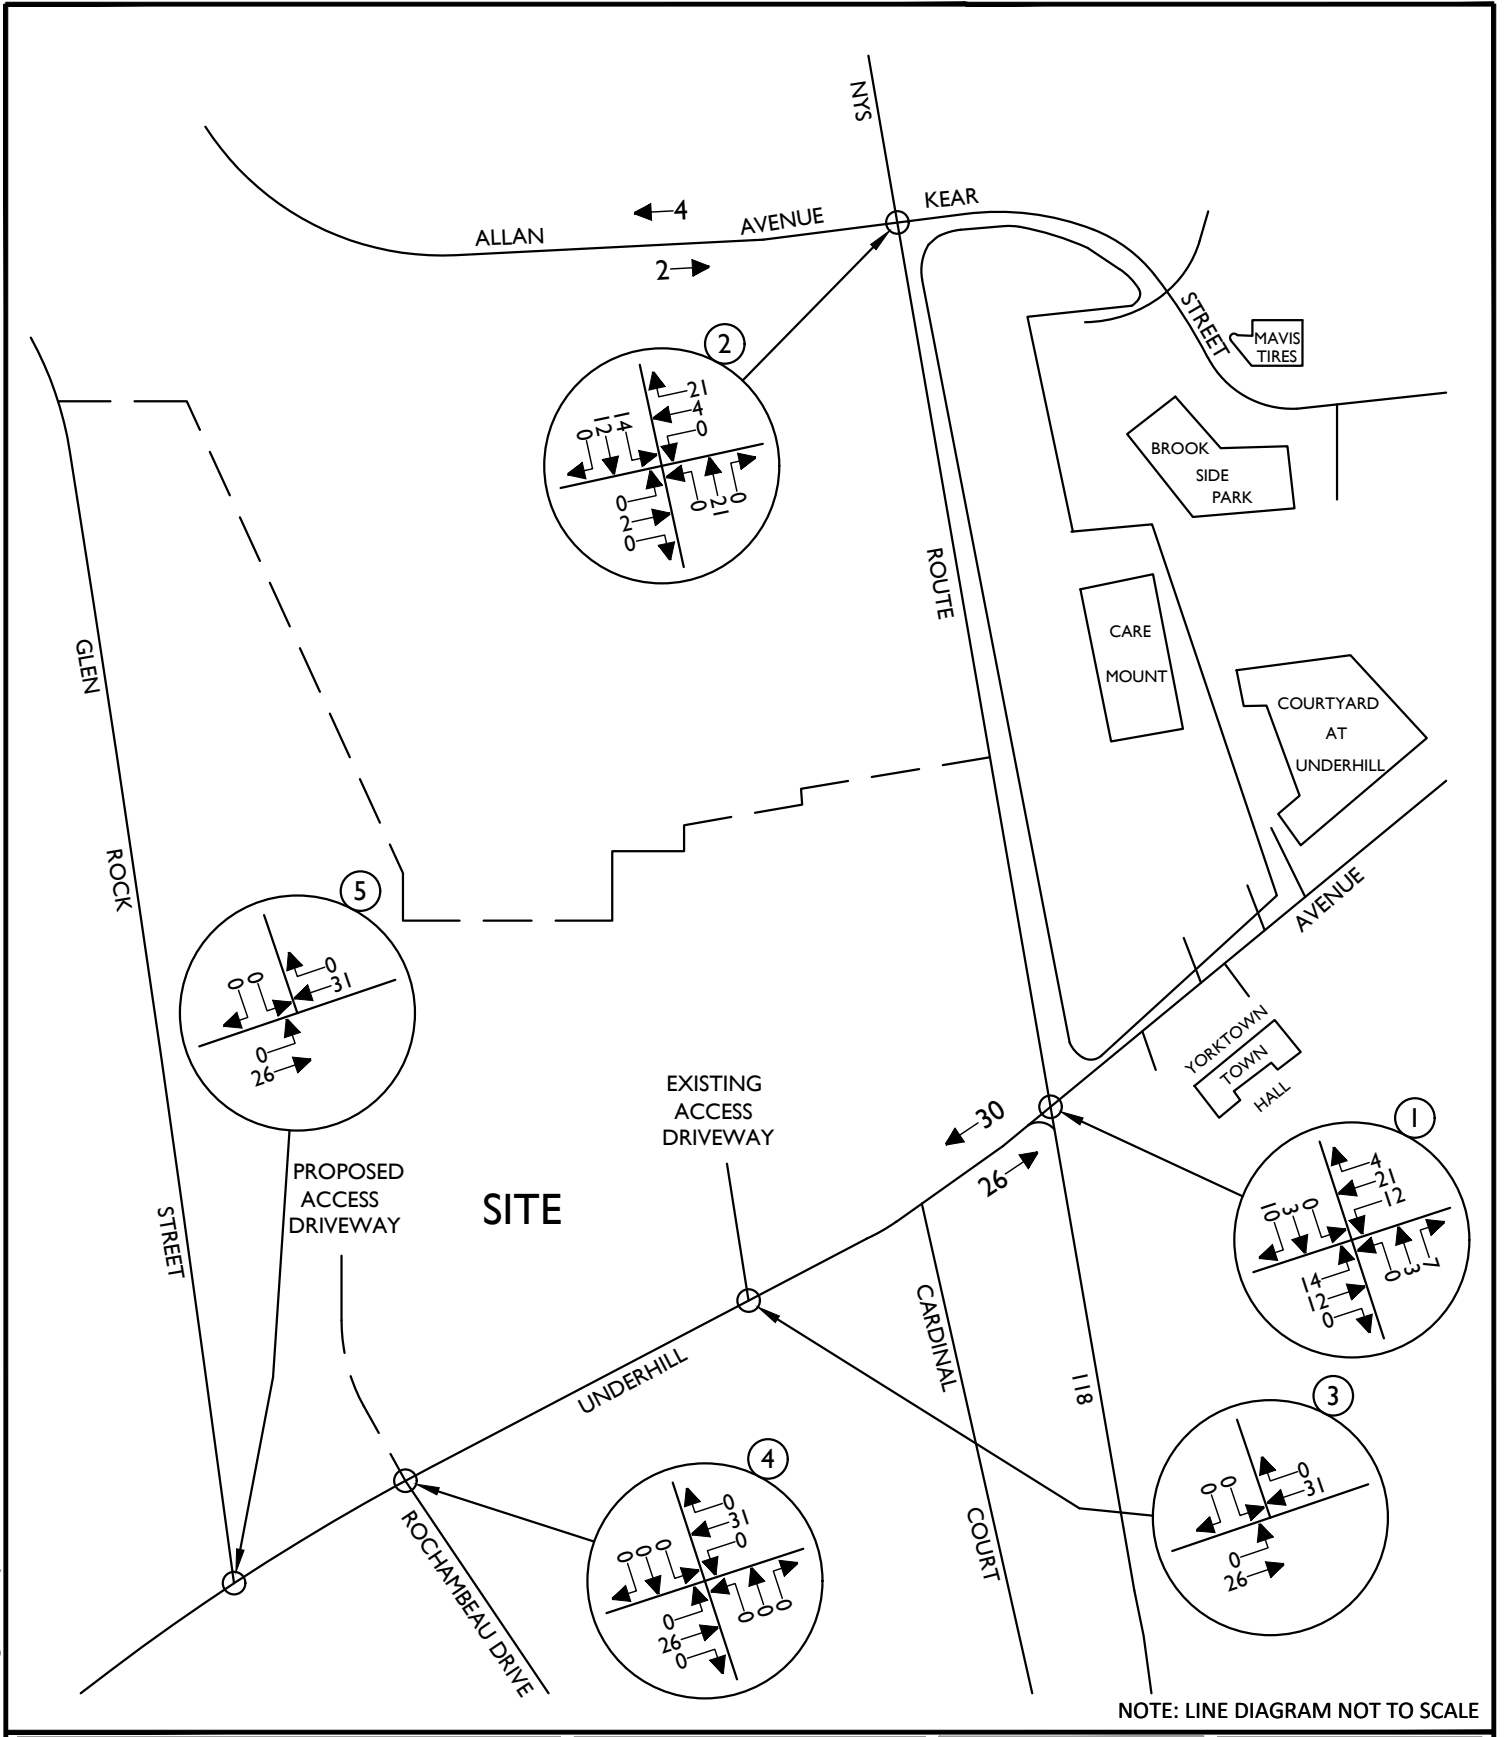 NYS
KEAR
4
ALLAN AVENUE
2
STREET
MAVIS
TIRES
2
21
4
0
0
12
14
0
2
0
0
21
0
BROOK
SIDE
PARK
ROUTE
CARE
MOUNT
GLEN
COURTYARD
AT
UNDERHILL
ROCK
5
AVENUE
0
31
0
0
0
26
YORKTOWN
TOWN
HALL
EXISTING
ACCESS
DRIVEWAY
30
26
1
4
21
12
10
3
0
14
12
0
0
3
7
PROPOSED
ACCESS
DRIVEWAY
SITE
STREET
CARDINAL
UNDERHILL
118
3
0
31
0
0
0
26
4
0
31
0
0
0
0
0
26
0
0
0
0
ROCHAMBEAU DRIVE
COURT
NOTE: LINE DIAGRAM NOT TO SCALE